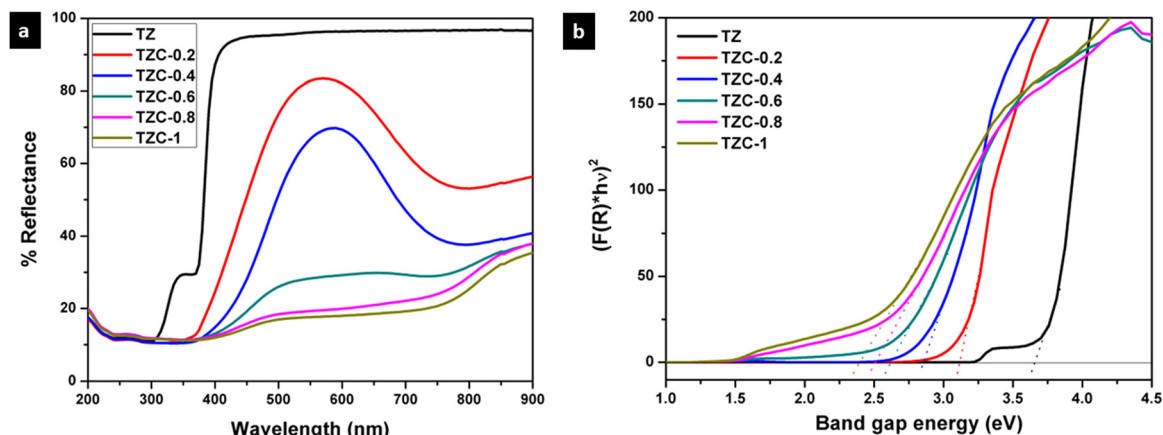 a
TZ
TZC-0.2
TZC-0.4
TZC-0.6
TZC-0.8
TZC-1
% Reflectance
100
80
60
40
20
0
200 300 400 500 600 700 800 900
Wavelength (nm)
b
TZ
TZC-0.2
TZC-0.4
TZC-0.6
TZC-0.8
TZC-1
(F(R)*hν)²
200
150
100
50
0
1.0 1.5 2.0 2.5 3.0 3.5 4.0 4.5
Band gap energy (eV)